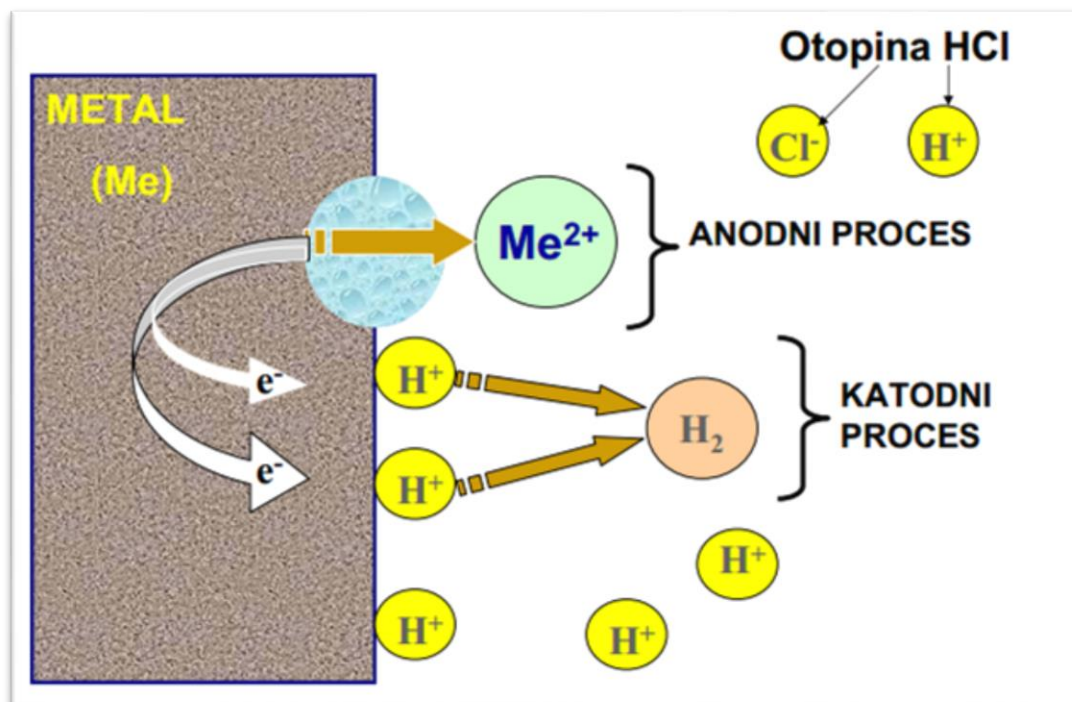 Otopina HCl
METAL
(Me)
Cl⁻
H⁺
Me²⁺
ANODNI PROCES
H⁺
e⁻
H₂
KATODNI
PROCES
e⁻
H⁺
H⁺
H⁺
H⁺